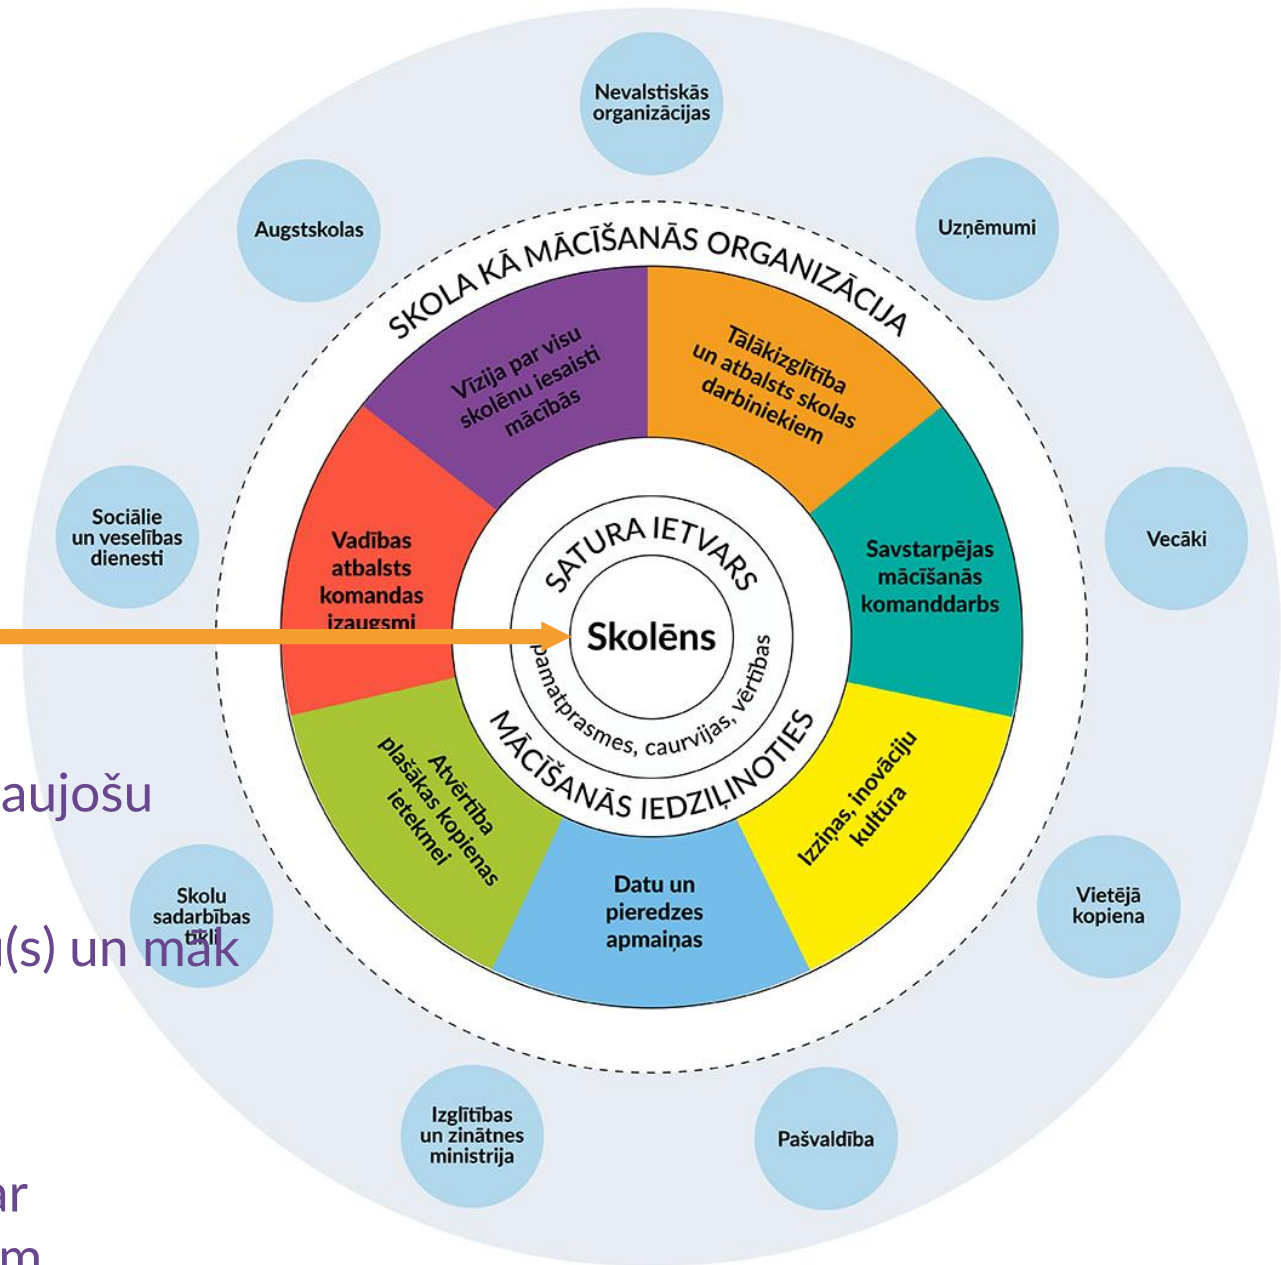 Nevalstiskās
organizācijas
Augstskolas
Uzņēmumi
SKOLA KĀ MĀCĪŠANĀS ORGANIZĀCIJA
Vīzija par visu
skolēnu iesaisti
mācībās
Tālākizglītība
un atbalsts skolas
darbiniekiem
Sociālie
un veselības
dienesti
Vadības
atbalsts
komandas
izaugsmi
SATURA IETVARS
Skolēns
pamatprasmes, caurvijas, vērtības
MĀCĪŠANĀS IEDZIĻINOTIES
Savstarpējas
mācīšanās
komanddarbs
Vecāki
Atvērtība
plašākas kopienas
ietekmei
Datu un
pieredzes
apmaiņas
Izziņas, inovāciju
kultūra
aujošu
Skolu
sadarbības
tīkli
(s) un māk
Vietējā
kopiena
Izglītības
un zinātnes
ministrija
Pašvaldība
ar
m